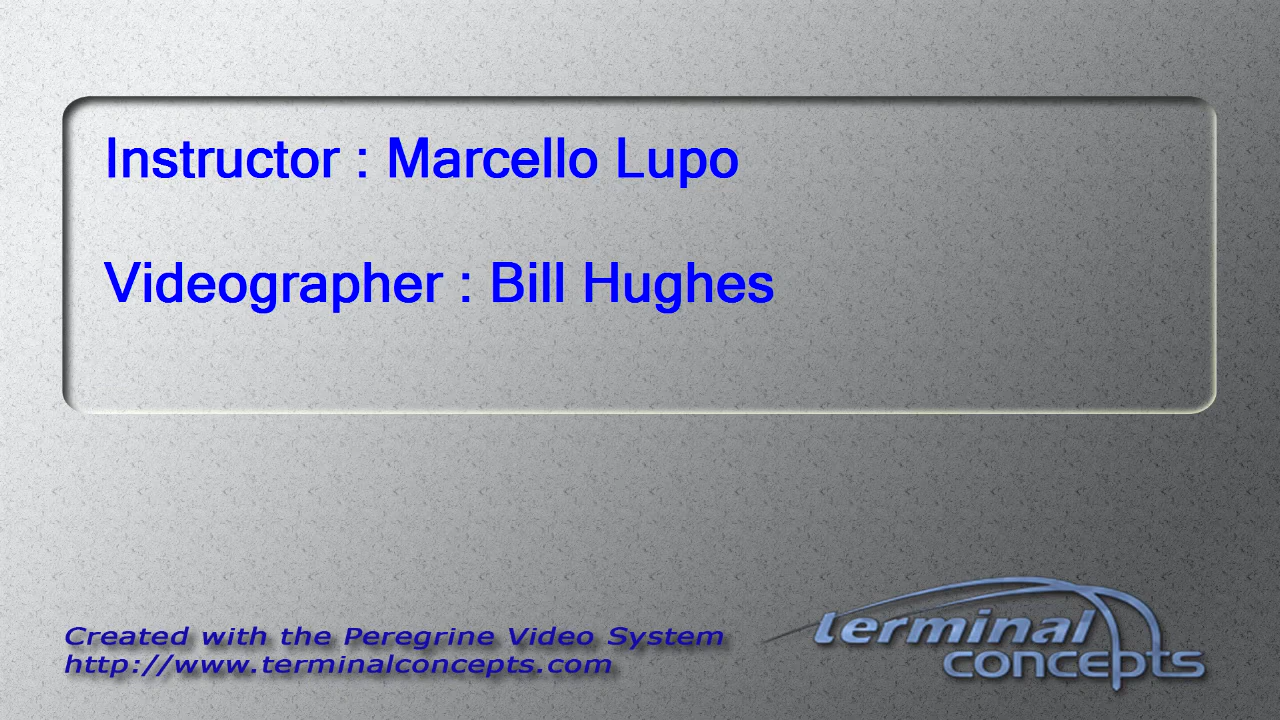 Instructor : Marcello Lupo
Videographer : Bill Hughes
Created with the Peregrine Video System
http://www.terminalconcepts.com
terminal
concepts